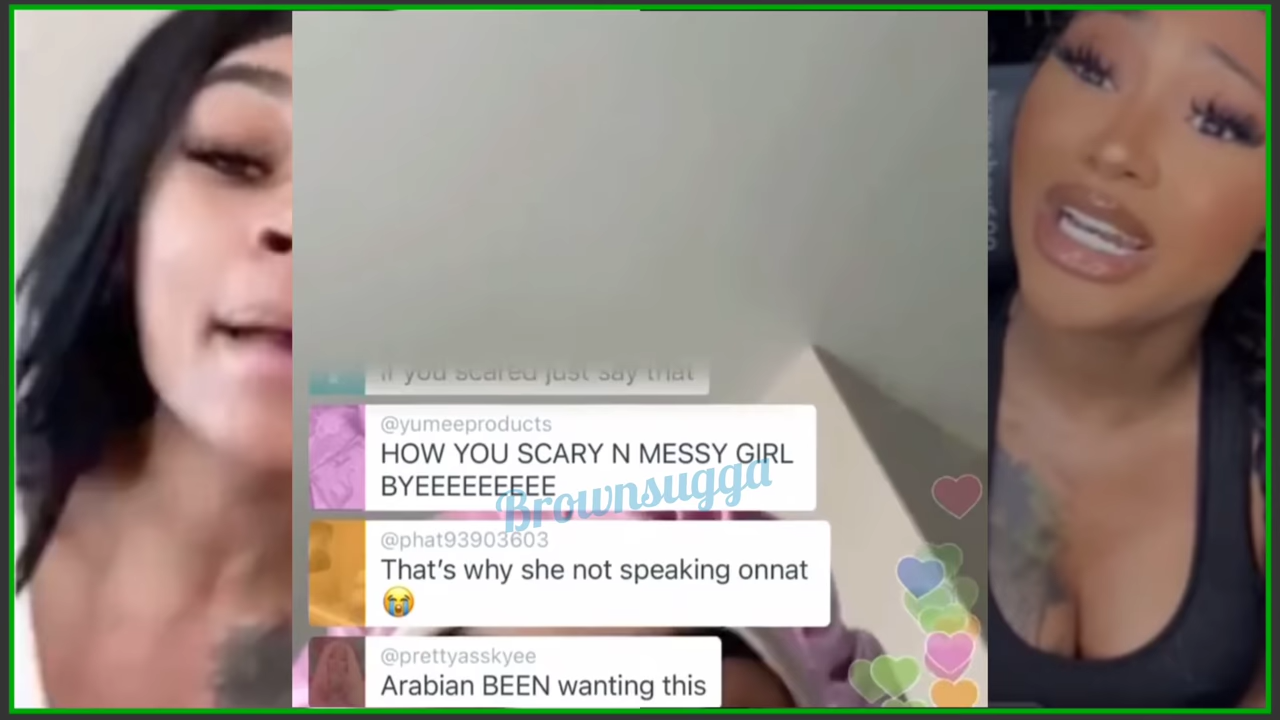 if you scared just say that
@yumeeproducts
HOW YOU SCARY N MESSY GIRL
BYEEEEEEEEE
Brownsugga
@phat93903603
That’s why she not speaking onnat
😭
@prettyasskyee
Arabian BEEN wanting this